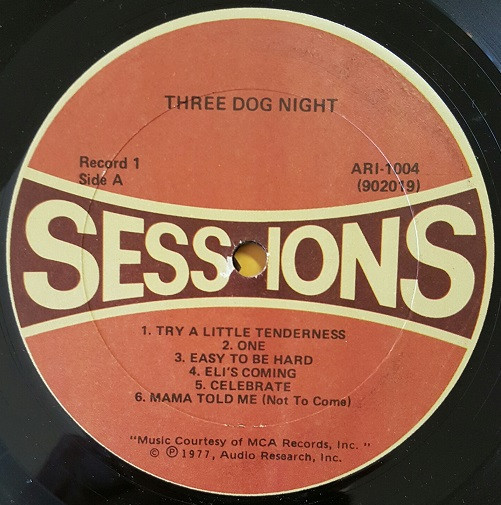 THREE DOG NIGHT
Record 1
Side A
ARI-1004
(902019)
SESSIONS
1. TRY A LITTLE TENDERNESS
2. ONE
3. EASY TO BE HARD
4. ELI'S COMING
5. CELEBRATE
6. MAMA TOLD ME (Not To Come)
"Music Courtesy of MCA Records, Inc. "
© ℗ 1977, Audio Research, Inc.